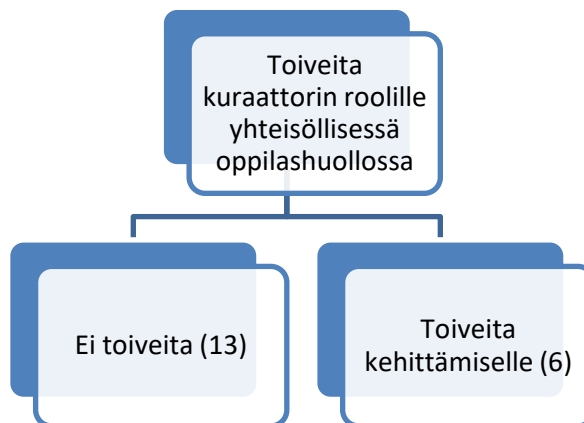 Toiveita
kuraattorin roolille
yhteisöllisessä
oppilashuollossa
Ei toiveita (13)
Toiveita
kehittämiselle (6)